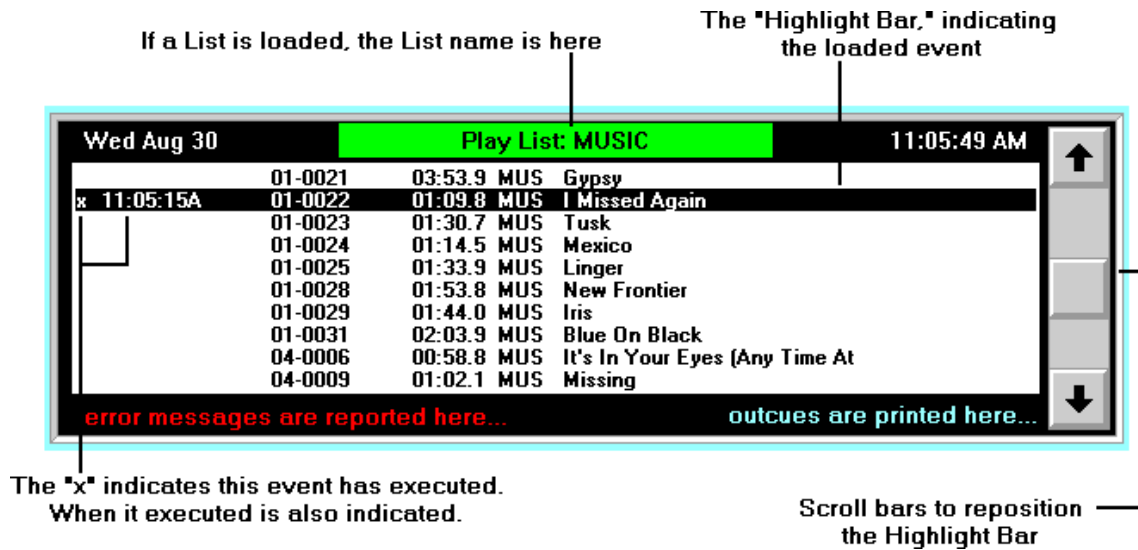 The "Highlight Bar," indicating
the loaded event
If a List is loaded, the List name is here
Wed Aug 30 Play List: MUSIC 11:05:49 AM
01-0021 03:53.9 MUS Gypsy
x 11:05:15A 01-0022 01:09.8 MUS I Missed Again
01-0023 01:30.7 MUS Tusk
01-0024 01:14.5 MUS Mexico
01-0025 01:33.9 MUS Linger
01-0028 01:53.8 MUS New Frontier
01-0029 01:44.0 MUS Iris
01-0031 02:03.9 MUS Blue On Black
04-0006 00:58.8 MUS It's In Your Eyes (Any Time At
04-0009 01:02.1 MUS Missing
error messages are reported here... outcues are printed here...
The "x" indicates this event has executed.
When it executed is also indicated.
Scroll bars to reposition
the Highlight Bar